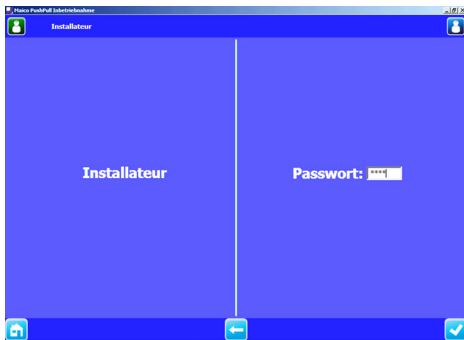 Maico PushPull Inbetriebnahme
Installateur
Installateur
Passwort: ****